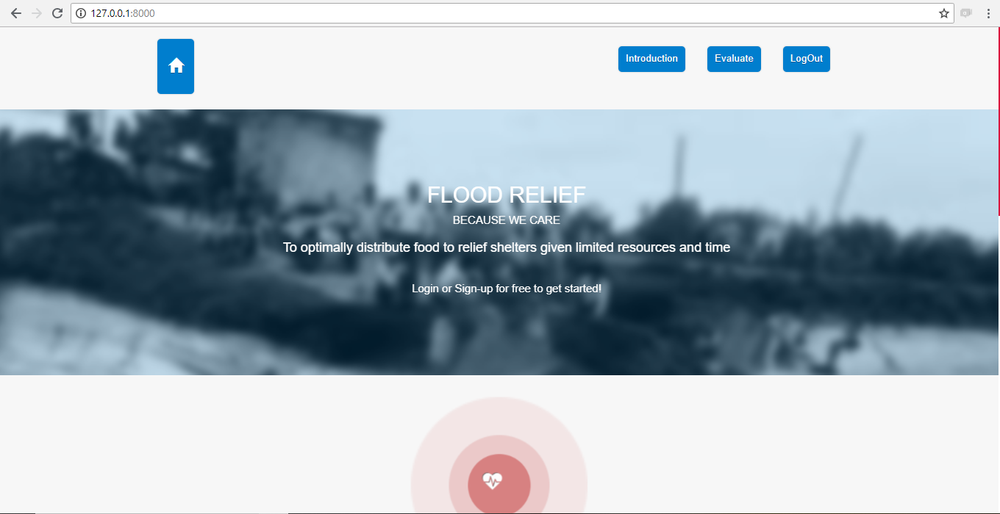 127.0.0.1:8000
Introduction Evaluate LogOut
FLOOD RELIEF
BECAUSE WE CARE
To optimally distribute food to relief shelters given limited resources and time
Login or Sign-up for free to get started!